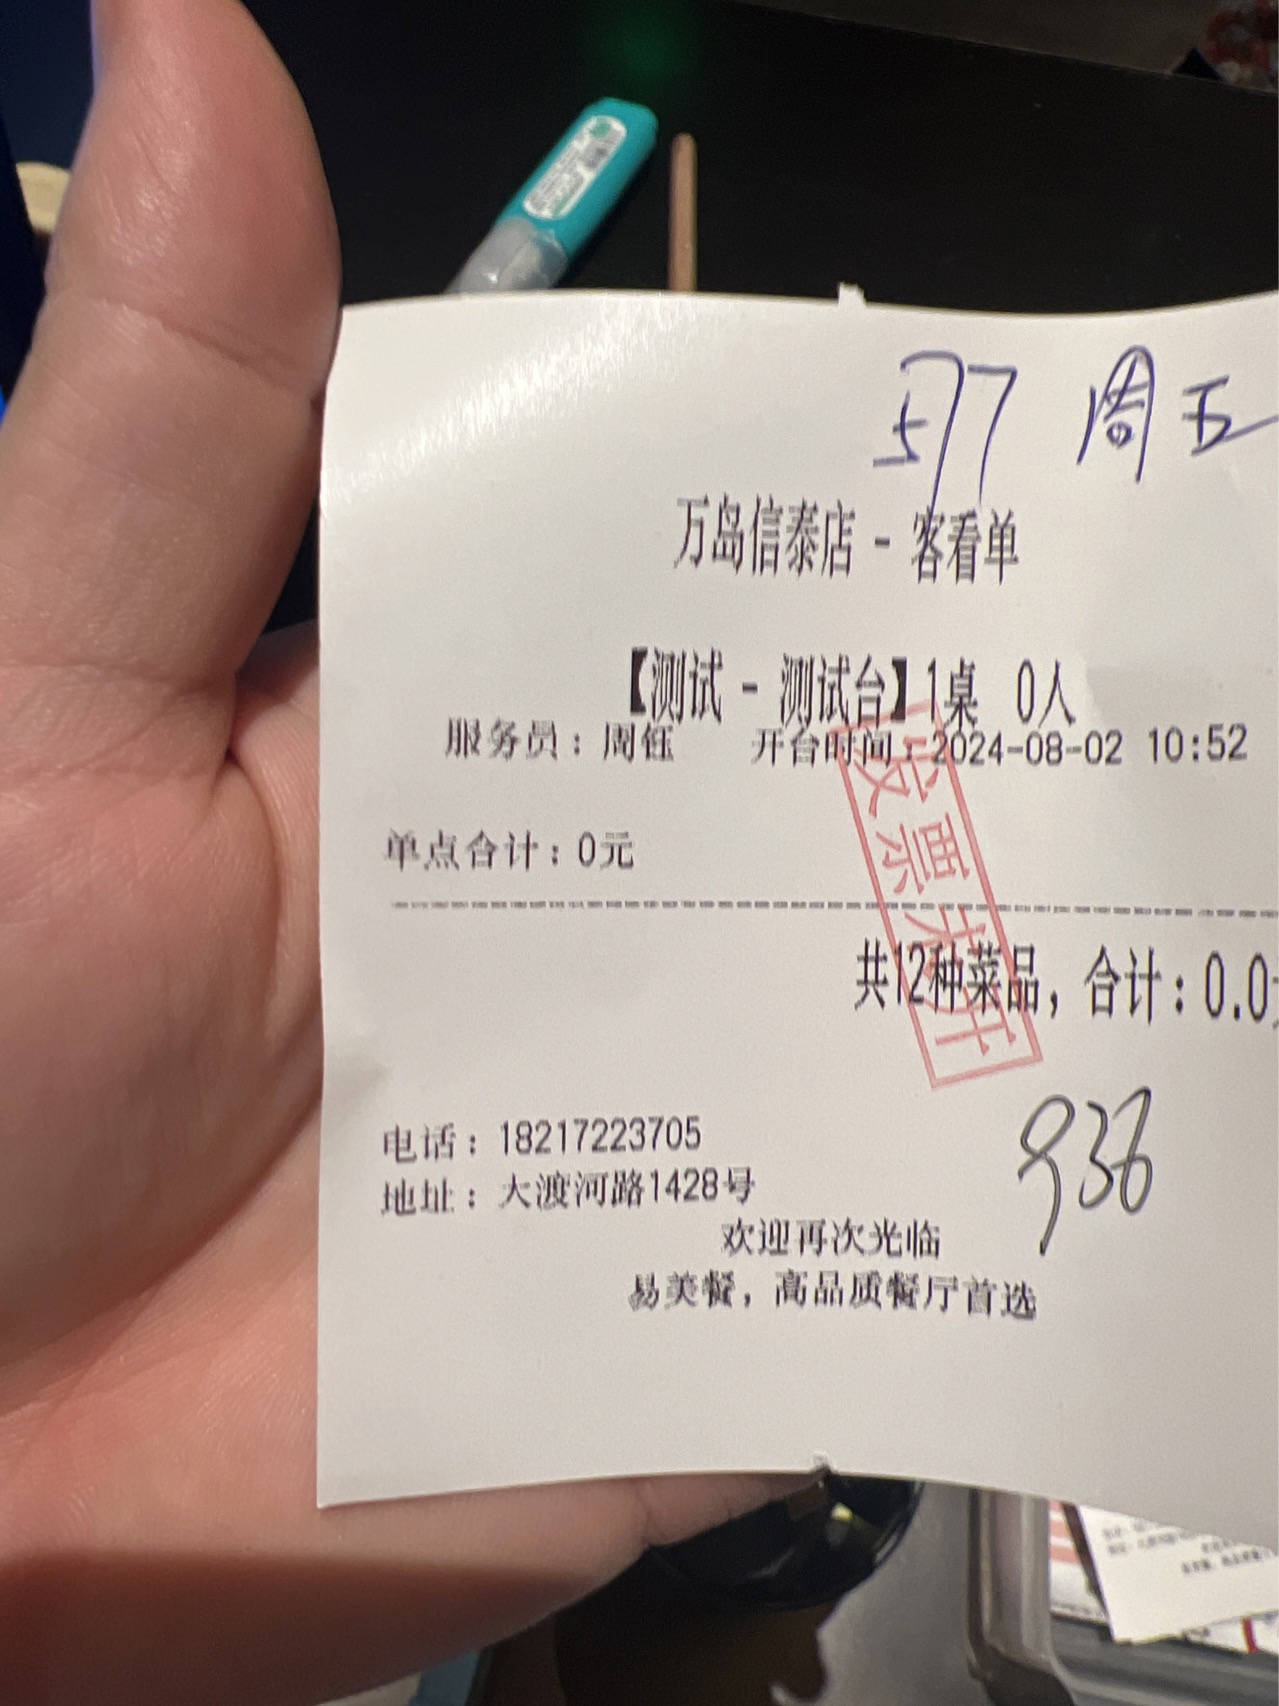 577 周五
万岛信泰店 - 客看单
【测试 - 测试台】1桌 0人
服务员：周钰 开台时间：2024-08-02 10:52
单点合计：0元
发票未开
共12种菜品，合计：0.0
936
电话：18217223705
地址：大渡河路1428号
欢迎再次光临
易美餐，高品质餐厅首选